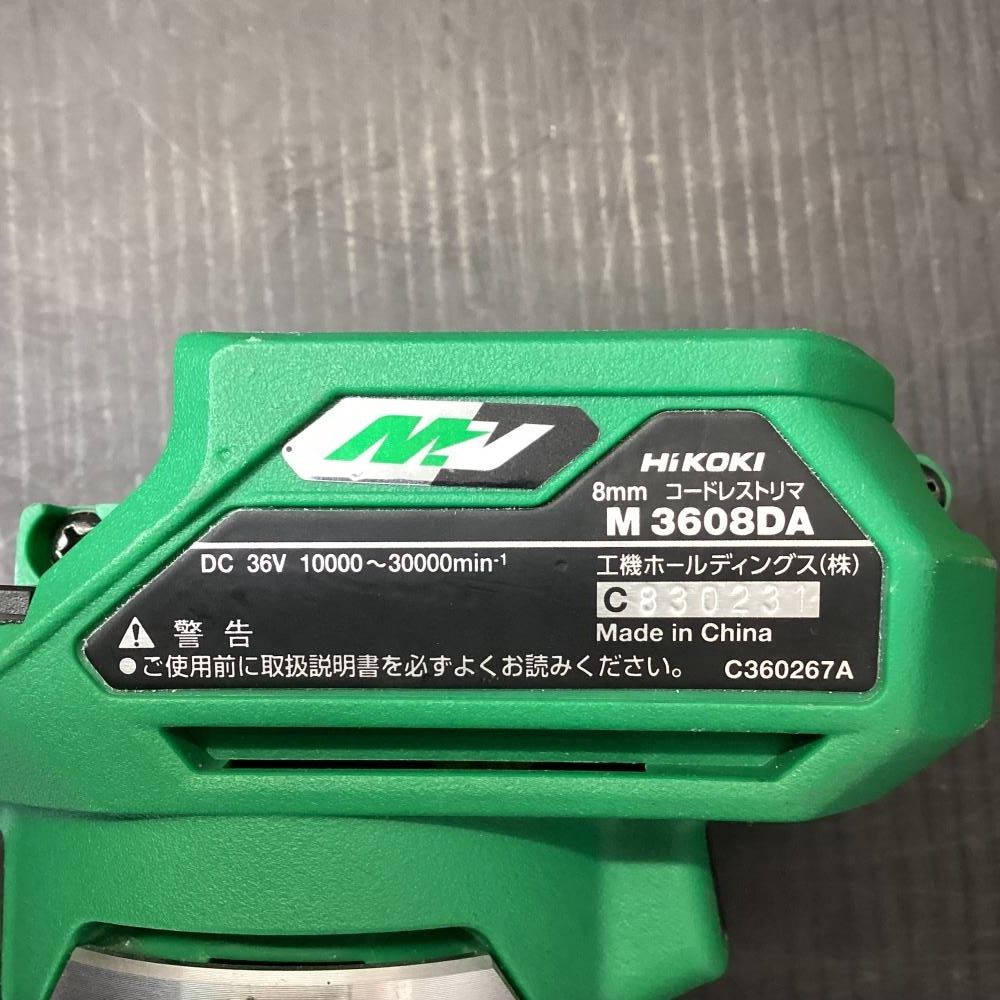 MV
HiKOKI
8mm コードレストリマ
M 3608DA
DC 36V 10000～30000min-1
工機ホールディングス(株)
C 830231
Made in China
⚠ 警告
●ご使用前に取扱説明書を必ずよくお読みください。
C360267A